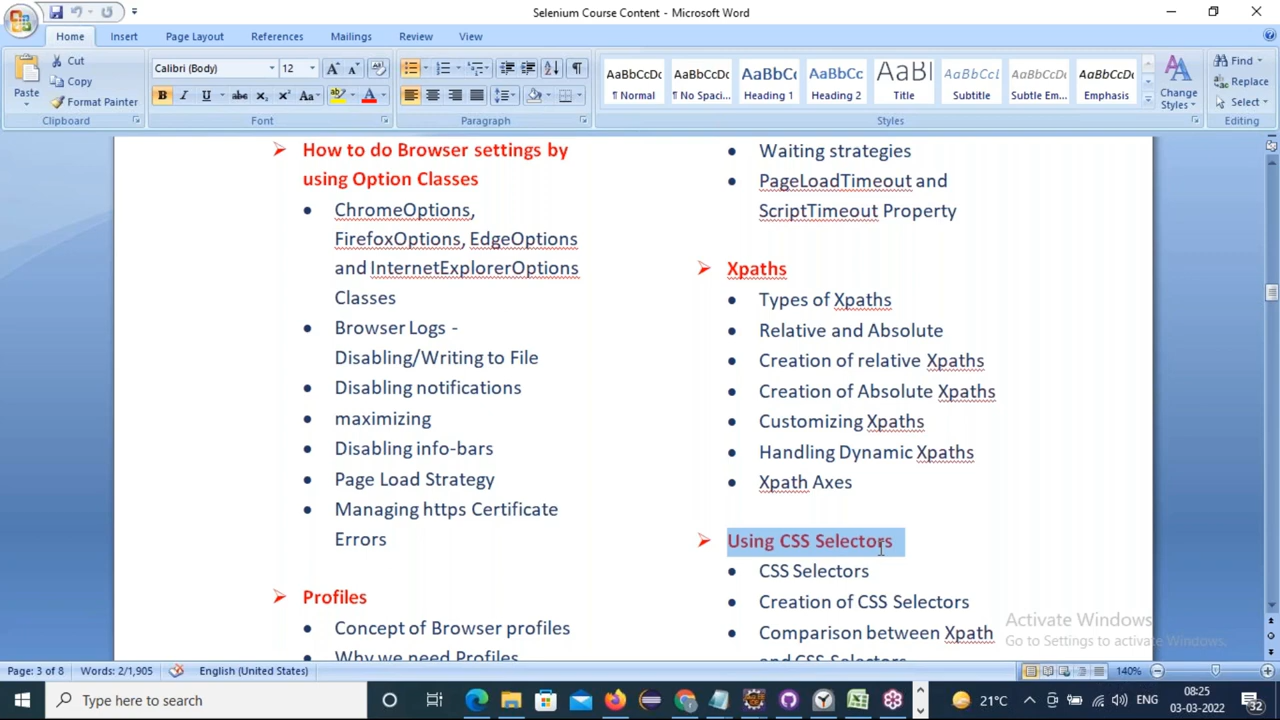 Selenium Course Content - Microsoft Word
Home Insert Page Layout References Mailings Review View
Paste
Cut
Copy
Format Painter
Clipboard
Calibri (Body) 12
Font
Paragraph
AaBbCcDc AaBbCcDc AaBbCc AaBbCc AaBl AaBbCcL AaBbCcDc AaBbCcDc
¶ Normal ¶ No Spaci... Heading 1 Heading 2 Title Subtitle Subtle Em... Emphasis
Change Styles
Styles
Find
Replace
Select
Editing
How to do Browser settings by
using Option Classes
ChromeOptions,
FirefoxOptions, EdgeOptions
and InternetExplorerOptions
Classes
Browser Logs -
Disabling/Writing to File
Disabling notifications
maximizing
Disabling info-bars
Page Load Strategy
Managing https Certificate
Errors
Profiles
Concept of Browser profiles
Why we need Profiles
Waiting strategies
PageLoadTimeout and
ScriptTimeout Property
Xpaths
Types of Xpaths
Relative and Absolute
Creation of relative Xpaths
Creation of Absolute Xpaths
Customizing Xpaths
Handling Dynamic Xpaths
Xpath Axes
Using CSS Selectors
CSS Selectors
Creation of CSS Selectors
Comparison between Xpath
and CSS Selectors
Activate Windows
Go to Settings to activate Windows.
Page: 3 of 8 Words: 2/1,905 English (United States) 140%
Type here to search
21°C
ENG
08:25
03-03-2022
32